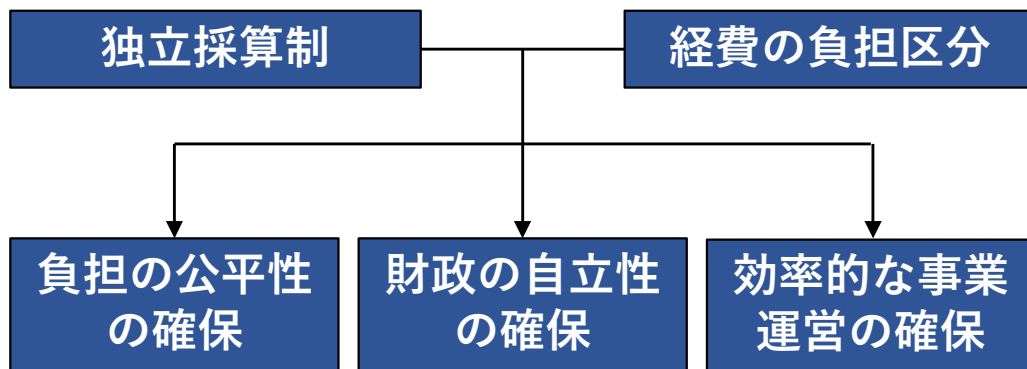 独立採算制
経費の負担区分
負担の公平性
の確保
財政の自立性
の確保
効率的な事業
運営の確保